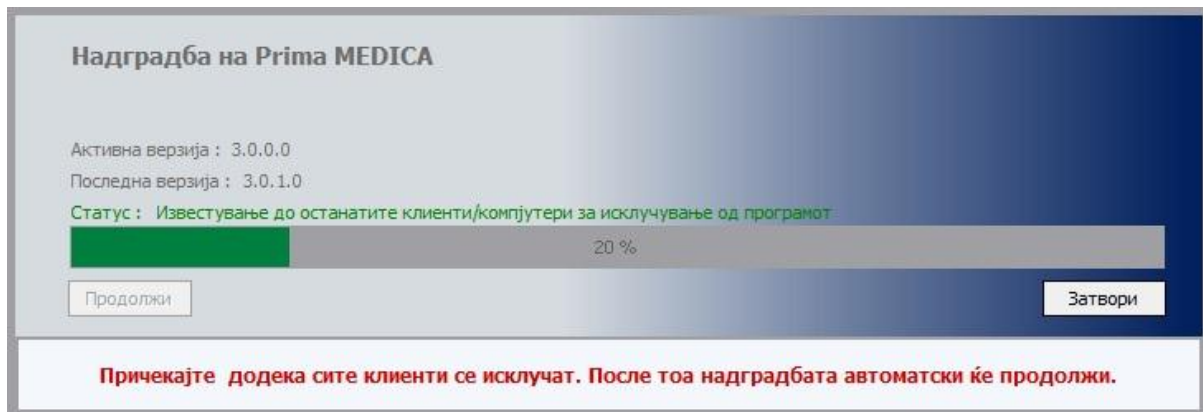 Надградба на Prima MEDICA
Активна верзија : 3.0.0.0
Последна верзија : 3.0.1.0
Статус : Известување до останатите клиенти/компјутери за исклучување од програмот
20 %
Продолжи
Затвори
Причекајте додека сите клиенти се исклучат. После тоа надградбата автоматски ќе продолжи.